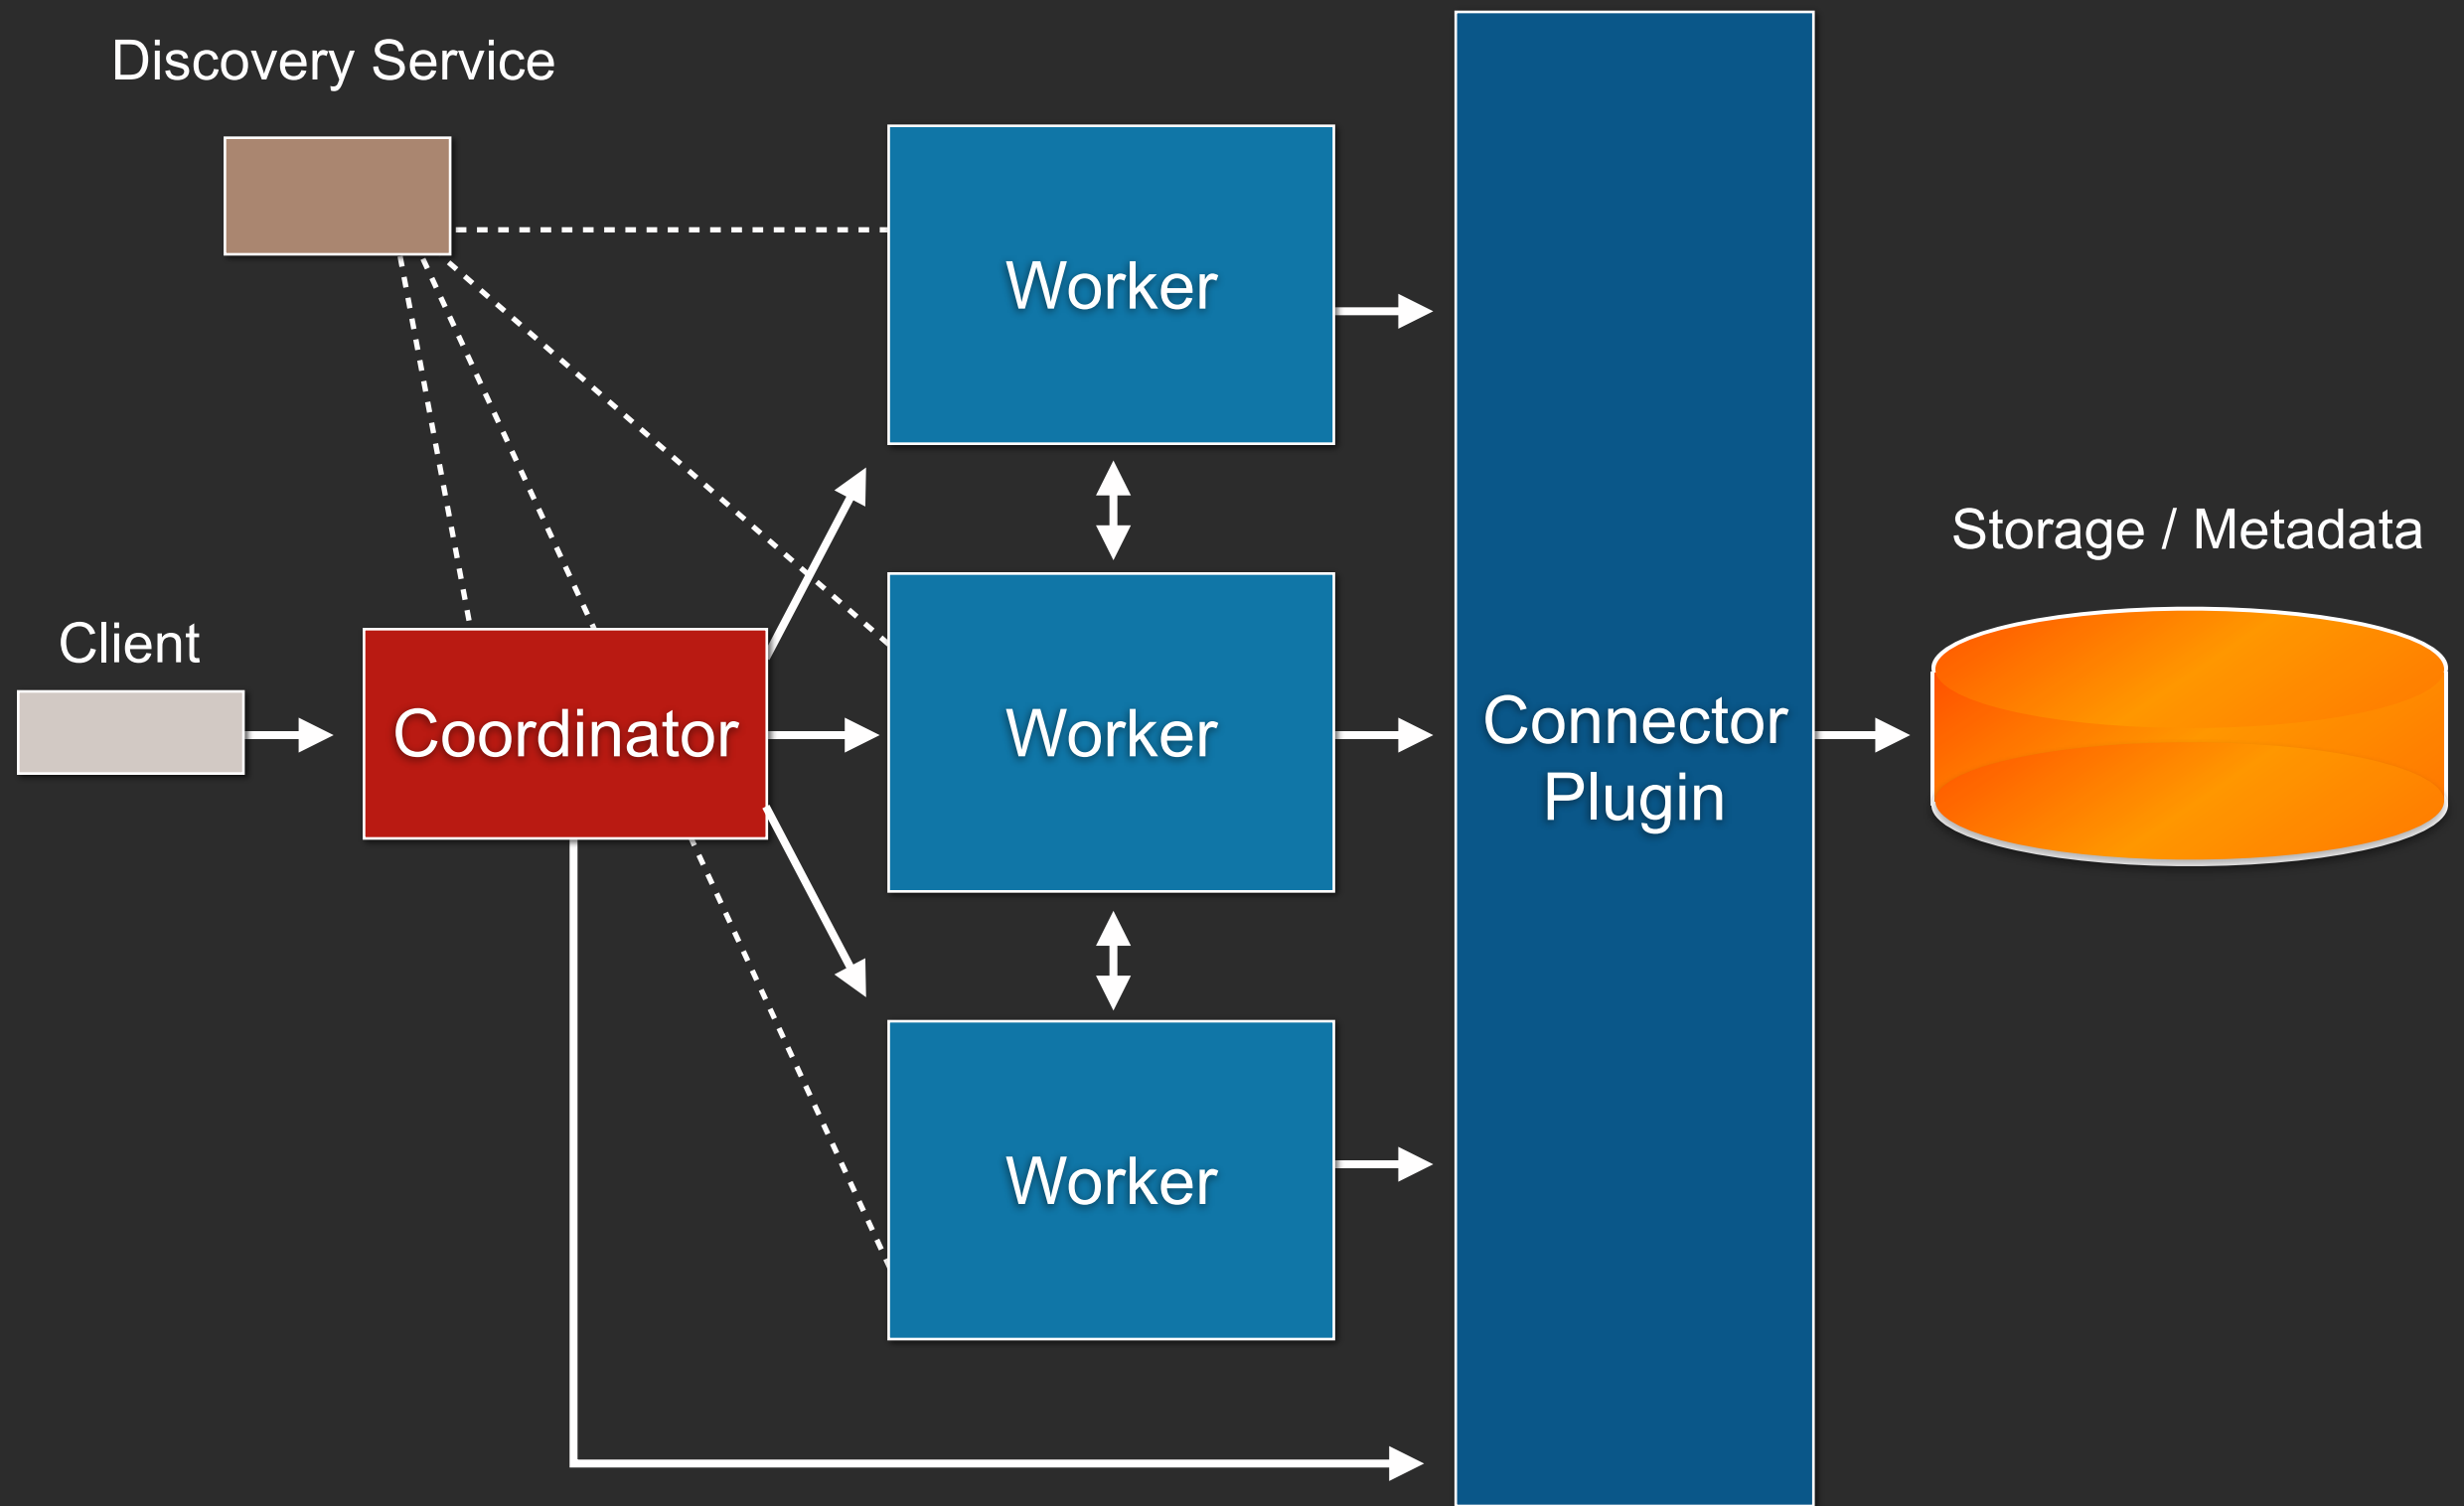 Discovery Service
Worker
Storage / Metadata
Client
Coordinator
Worker
Connector
Plugin
Worker